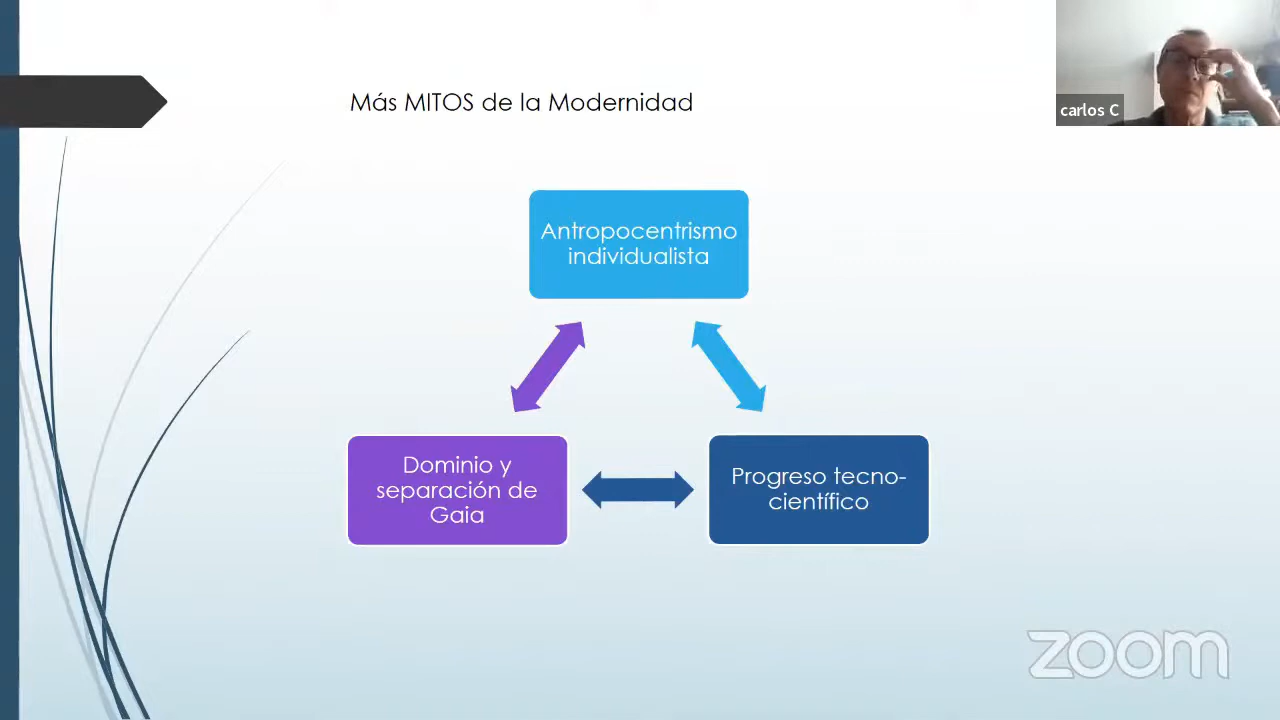 Más MITOS de la Modernidad
carlos C
Antropocentrismo
individualista
Dominio y
separación de
Gaia
Progreso tecno-
científico
zoom